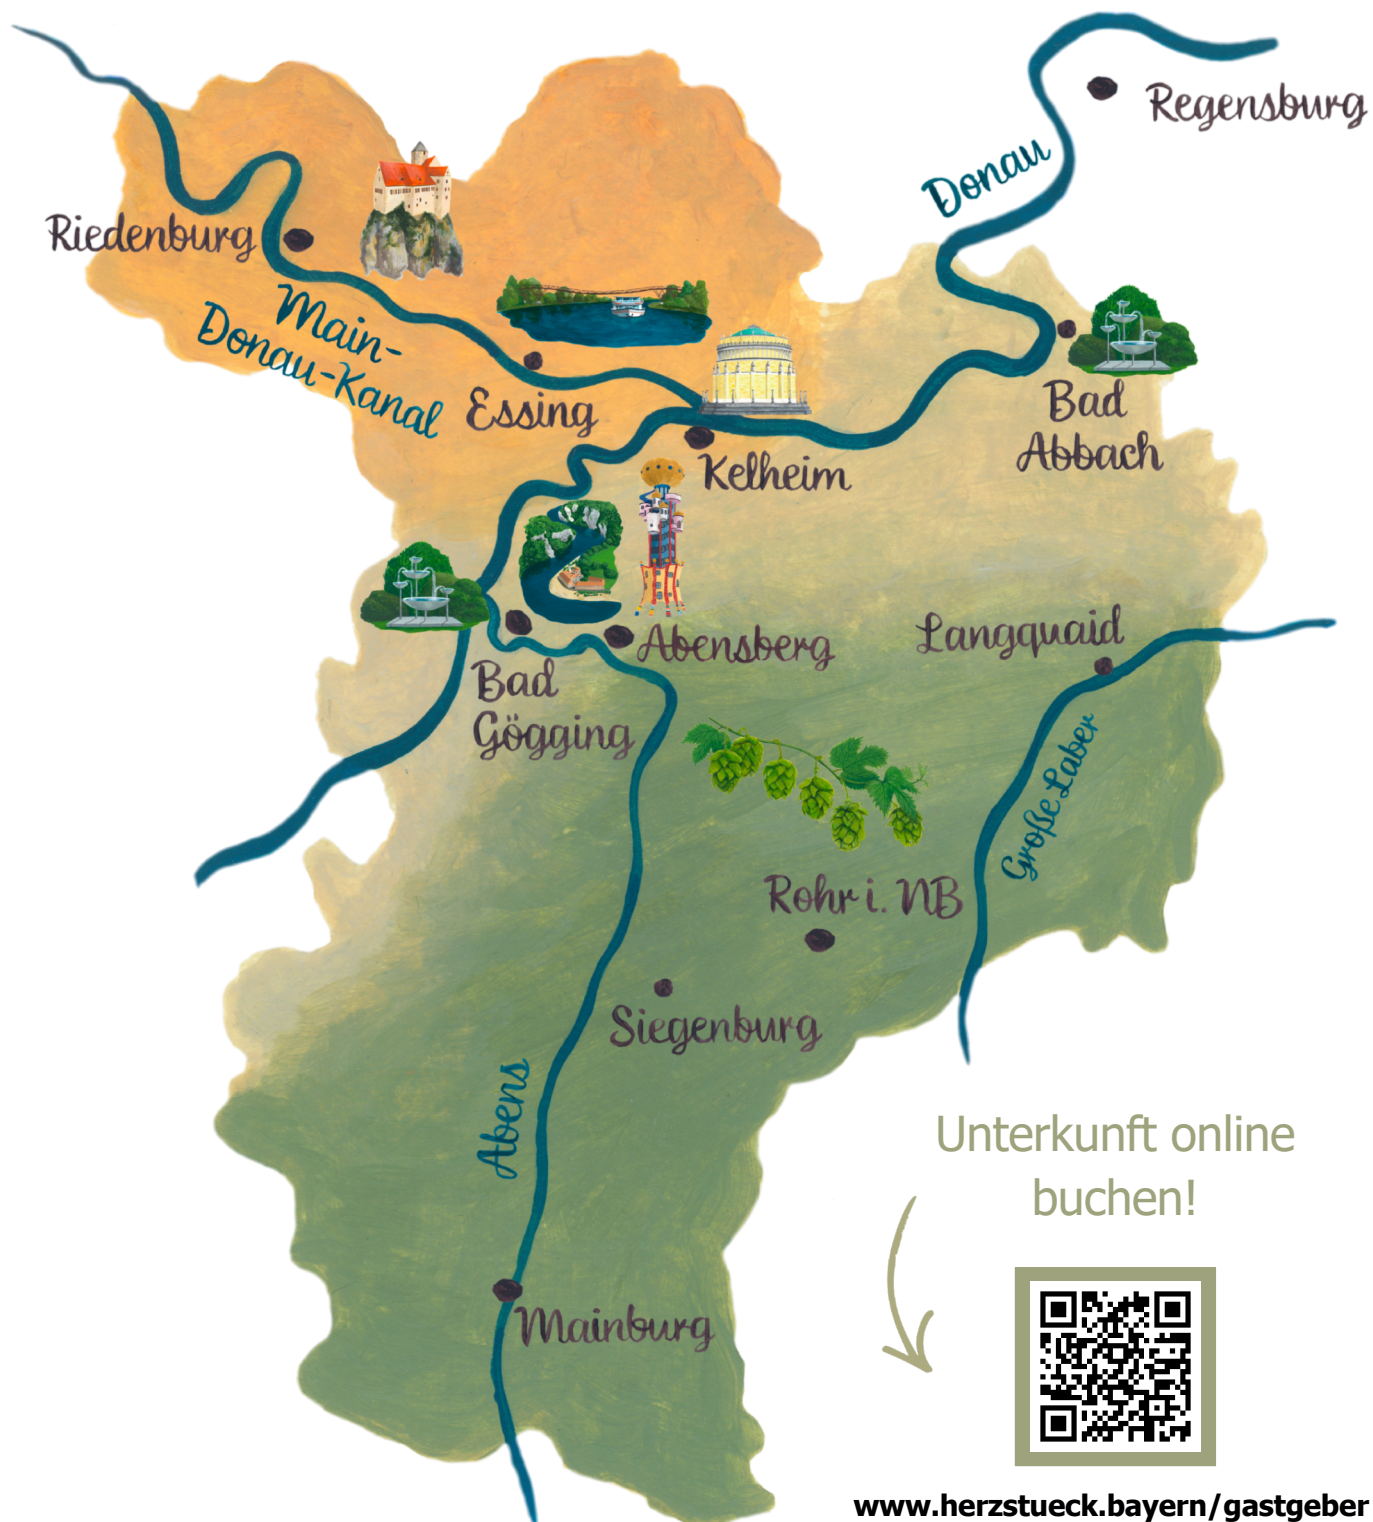 Regensburg
Donau
Riedenburg
Main-
Donau-Kanal
Essing
Bad
Abbach
Kelheim
Abensberg
Langquaid
Bad
Gögging
Große Laber
Rohr i. NB
Siegenburg
Abens
Mainburg
Unterkunft online
buchen!
www.herzstueck.bayern/gastgeber